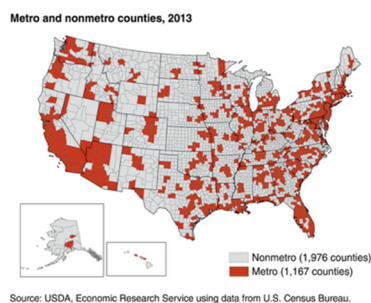 Metro and nonmetro counties, 2013
Nonmetro (1,976 counties)
Metro (1,167 counties)
Source: USDA, Economic Research Service using data from U.S. Census Bureau.